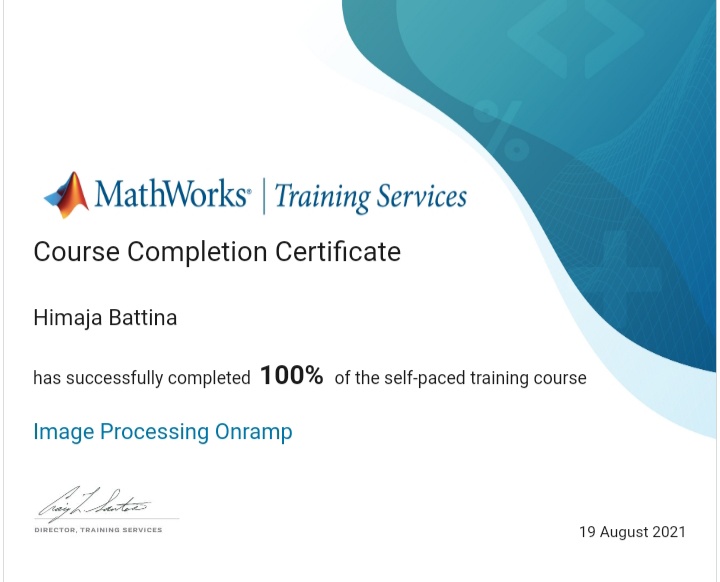 MathWorks® | Training Services
Course Completion Certificate
Himaja Battina
has successfully completed 100% of the self-paced training course
Image Processing Onramp
DIRECTOR, TRAINING SERVICES
19 August 2021